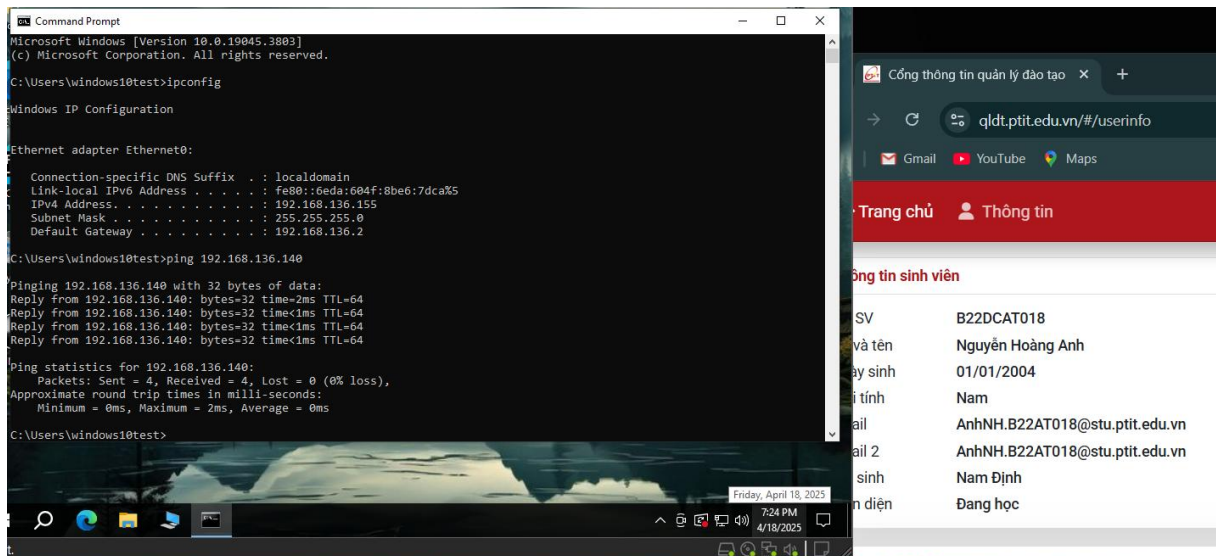 Command Prompt
Microsoft Windows [Version 10.0.19045.3803]
(c) Microsoft Corporation. All rights reserved.
C:\Users\windows10test>ipconfig
Windows IP Configuration
Ethernet adapter Ethernet0:
Connection-specific DNS Suffix . : localdomain
Link-local IPv6 Address . . . . . : fe80::6eda:604f:8be6:7dca%5
IPv4 Address. . . . . . . . . . . : 192.168.136.155
Subnet Mask . . . . . . . . . . . : 255.255.255.0
Default Gateway . . . . . . . . . : 192.168.136.2
C:\Users\windows10test>ping 192.168.136.140
Pinging 192.168.136.140 with 32 bytes of data:
Reply from 192.168.136.140: bytes=32 time=2ms TTL=64
Reply from 192.168.136.140: bytes=32 time<1ms TTL=64
Reply from 192.168.136.140: bytes=32 time<1ms TTL=64
Reply from 192.168.136.140: bytes=32 time<1ms TTL=64
Ping statistics for 192.168.136.140:
Packets: Sent = 4, Received = 4, Lost = 0 (0% loss),
Approximate round trip times in milli-seconds:
Minimum = 0ms, Maximum = 2ms, Average = 0ms
C:\Users\windows10test>
Friday, April 18, 2025
7:24 PM
4/18/2025
Cổng thông tin quản lý đào tạo
qldt.ptit.edu.vn/#/userinfo
Gmail YouTube Maps
Trang chủ Thông tin
ông tin sinh viên
SV B22DCAT018
và tên Nguyễn Hoàng Anh
ày sinh 01/01/2004
i tính Nam
ail AnhNH.B22AT018@stu.ptit.edu.vn
ail 2 AnhNH.B22AT018@stu.ptit.edu.vn
sinh Nam Định
n diện Đang học